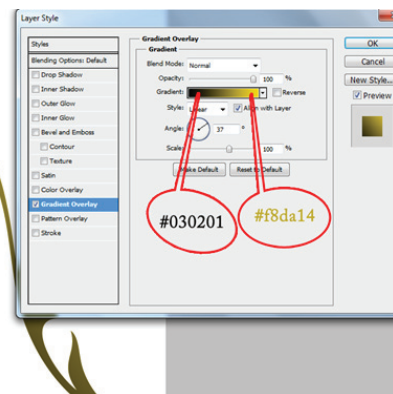 Layer Style
Styles
Blending Options: Default
Drop Shadow
Inner Shadow
Outer Glow
Inner Glow
Bevel and Emboss
Contour
Texture
Satin
Color Overlay
Gradient Overlay
Pattern Overlay
Stroke
Gradient Overlay
Gradient
Blend Mode: Normal
Opacity: 100 %
Gradient: Reverse
Style: Linear Align with Layer
Angle: 37 °
Scale: 100 %
Make Default Reset to Default
#030201
#f8da14
OK
Cancel
New Style...
Preview